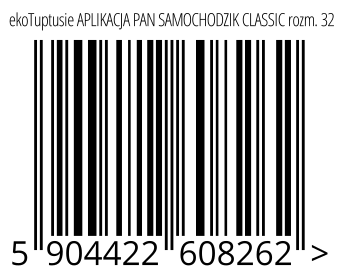 ekoTuptusie APLIKACJA PAN SAMOCHODZIK CLASSIC rozm. 32
5 904422 608262 >